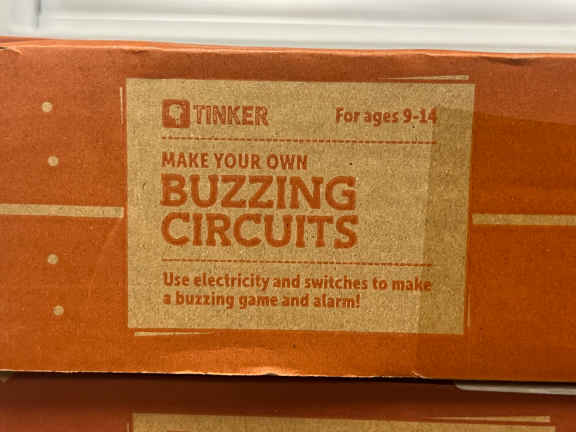 TINKER
For ages 9-14
MAKE YOUR OWN
BUZZING
CIRCUITS
Use electricity and switches to make
a buzzing game and alarm!